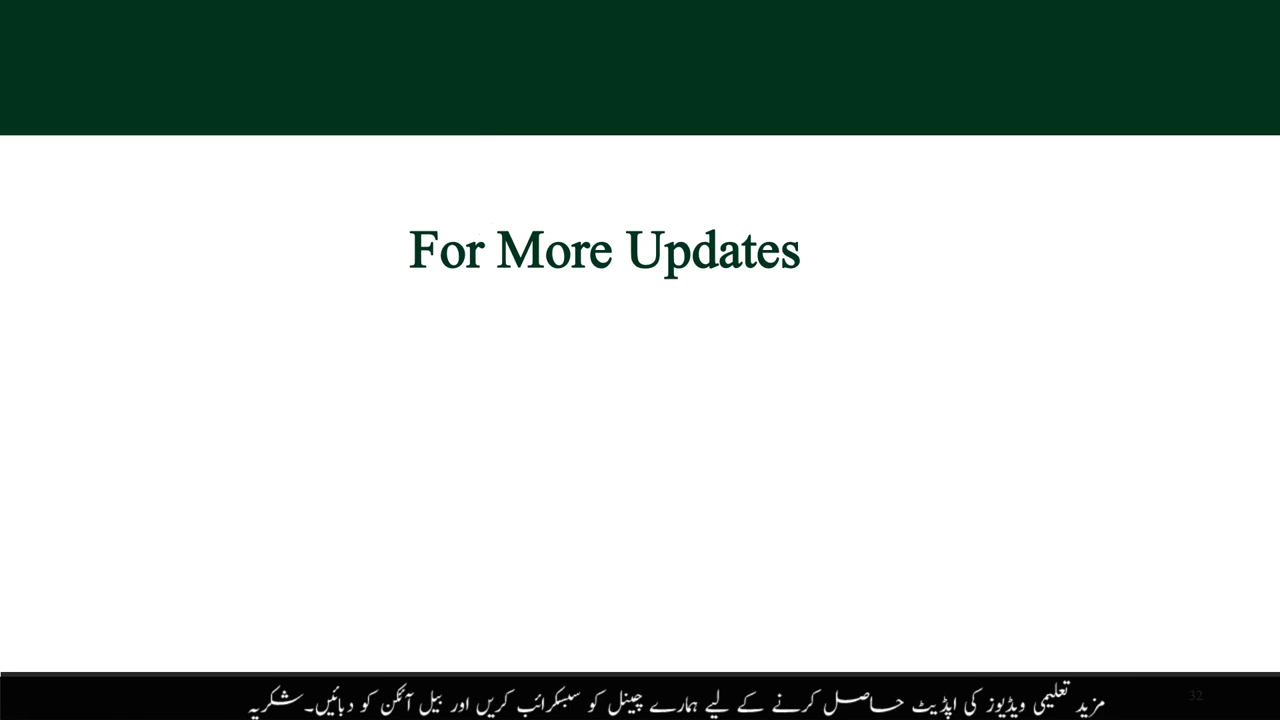 For More Updates
مزید تعلیمی ویڈیوز کی اپڈیٹ حاصل کرنے کے لیے ہمارے چینل کو سبسکرائب کریں اور بیل آئکن کو دبائیں۔شکریہ
32